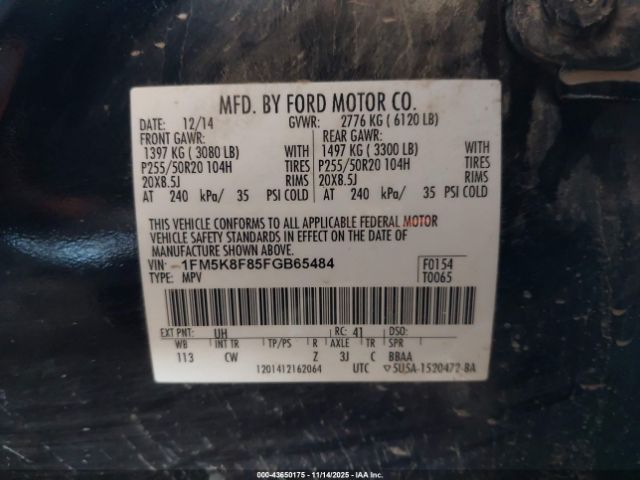 MFD. BY FORD MOTOR CO.
DATE: 12/14 GVWR: 2776 KG ( 6120 LB)
FRONT GAWR: REAR GAWR:
1397 KG ( 3080 LB) WITH 1497 KG ( 3300 LB) WITH
P255/50R20 104H TIRES P255/50R20 104H TIRES
20X8.5J RIMS 20X8.5J RIMS
AT 240 kPa/ 35 PSI COLD AT 240 kPa/ 35 PSI COLD
THIS VEHICLE CONFORMS TO ALL APPLICABLE FEDERAL MOTOR
VEHICLE SAFETY STANDARDS IN EFFECT ON THE DATE OF
MANUFACTURE SHOWN ABOVE.
VIN: 1FM5K8F85FGB65484 F0154
TYPE: MPV T0065
EXT PNT: UH RC: 41 DSO:
WB INT TR TP/PS R AXLE TR SPR
113 CW Z 3J C BBAA
1201412162064 UTC ▽5U5A-1520472-BA
000-43650175 - 11/14/2025 - IAA Inc.